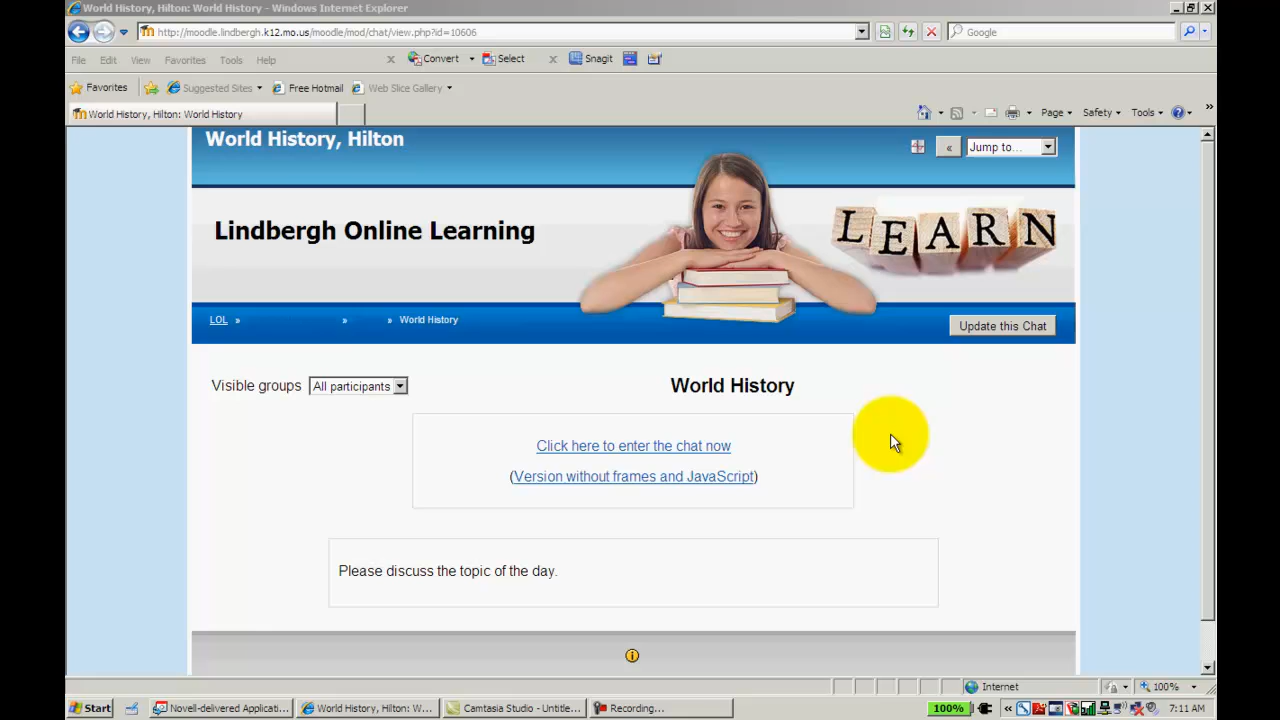 World History, Hilton: World History - Windows Internet Explorer
http://moodle.lindbergh.k12.mo.us/moodle/mod/chat/view.php?id=10606
Google
File Edit View Favorites Tools Help
x Convert Select x Snagit
Favorites Suggested Sites Free Hotmail Web Slice Gallery
World History, Hilton: World History
Page Safety Tools
World History, Hilton
« Jump to...
Lindbergh Online Learning
LEARN
LOL » » » World History
Update this Chat
Visible groups All participants
World History
Click here to enter the chat now
(Version without frames and JavaScript)
Please discuss the topic of the day.
Internet
100%
Start Novell-delivered Applicati... World History, Hilton: W... Camtasia Studio - Untitle... Recording... 100% « 7:11 AM